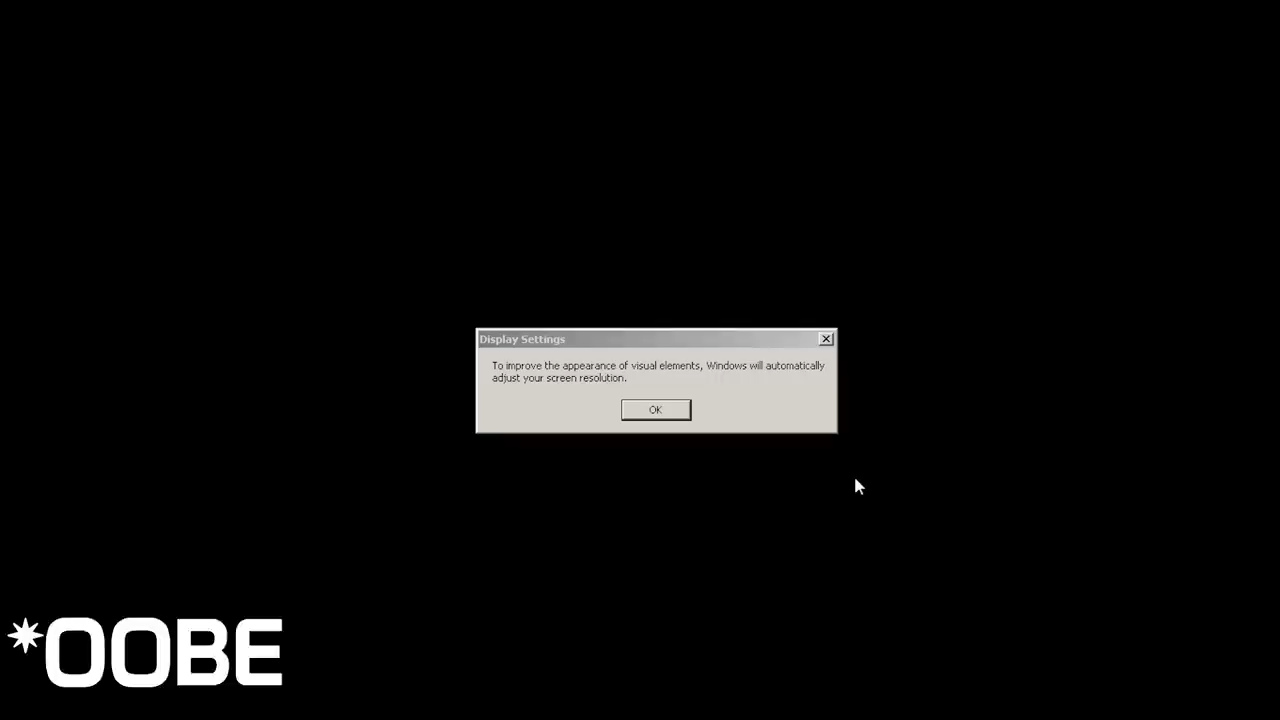 Display Settings
To improve the appearance of visual elements, Windows will automatically
adjust your screen resolution.
OK
*OOBE